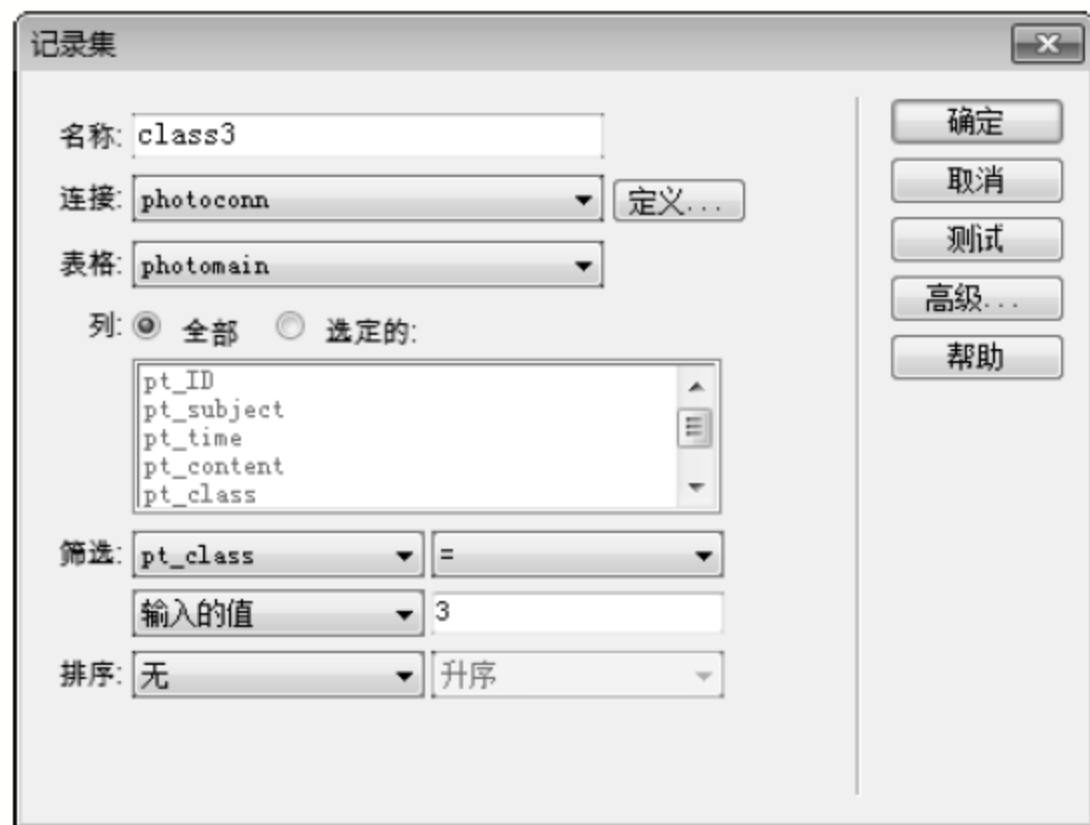 记录集
名称: class3
确定
连接: photoconn 定义...
取消
表格: photomain
测试
列: 全部 选定的:
高级...
帮助
pt_ID
pt_subject
pt_time
pt_content
pt_class
筛选: pt_class =
输入的值 3
排序: 无 升序